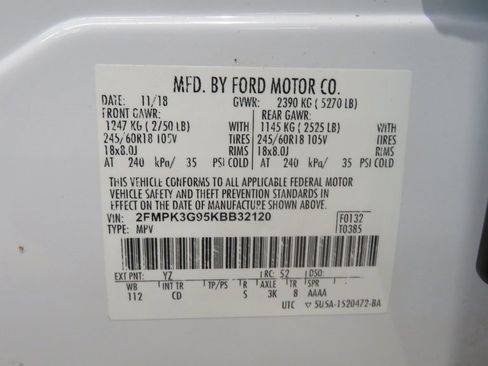 MFD. BY FORD MOTOR CO.
DATE: 11/18 GVWR: 2390 KG ( 5270 LB)
FRONT GAWR: REAR GAWR:
1247 KG ( 2750 LB) WITH 1145 KG ( 2525 LB) WITH
245/60R18 105V TIRES 245/60R18 105V TIRES
18x8.0J RIMS 18x8.0J RIMS
AT 240 kPa/ 35 PSI COLD AT 240 kPa/ 35 PSI COLD
THIS VEHICLE CONFORMS TO ALL APPLICABLE FEDERAL MOTOR
VEHICLE SAFETY AND THEFT PREVENTION STANDARDS IN
EFFECT ON THE DATE OF MANUFACTURE SHOWN ABOVE.
VIN: 2FMPK3G95KBB32120 F0132
TYPE: MPV T0385
EXT PNT: YZ RC: 52 DSO:
WB INT TR TP/PS R AXLE TR SPR
112 CD 5 3K 8 AAAA
UTC 5U5A-1520472-BA